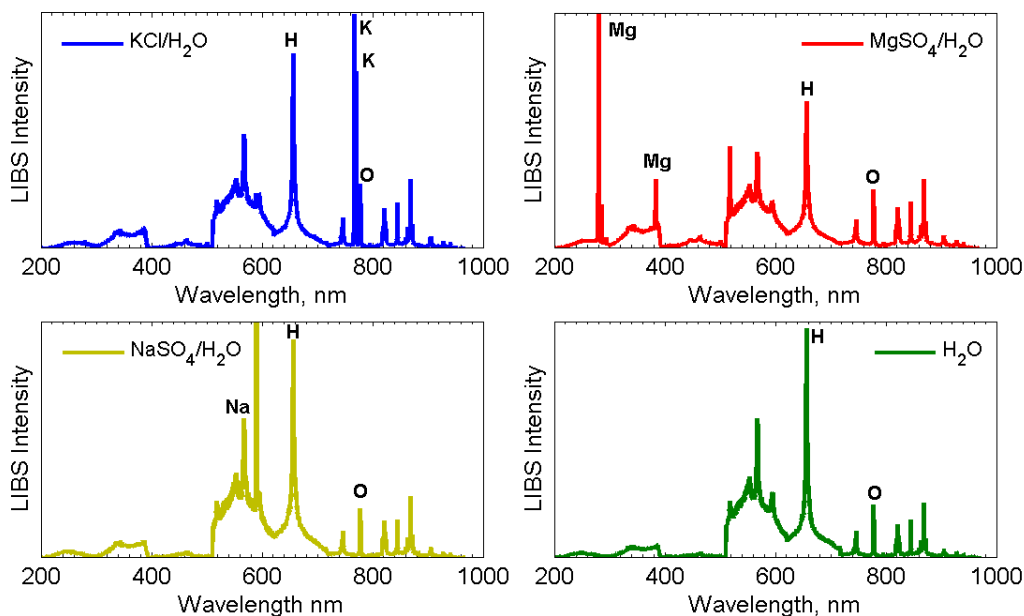 KCl/H₂O
H
K
K
O
LIBS Intensity
200 400 600 800 1000
Wavelength, nm
Mg
MgSO₄/H₂O
H
Mg
O
LIBS Intensity
200 400 600 800 1000
Wavelength, nm
NaSO₄/H₂O
H
Na
O
LIBS Intensity
200 400 600 800 1000
Wavelength nm
H
H₂O
O
LIBS Intensity
200 400 600 800 1000
Wavelength, nm